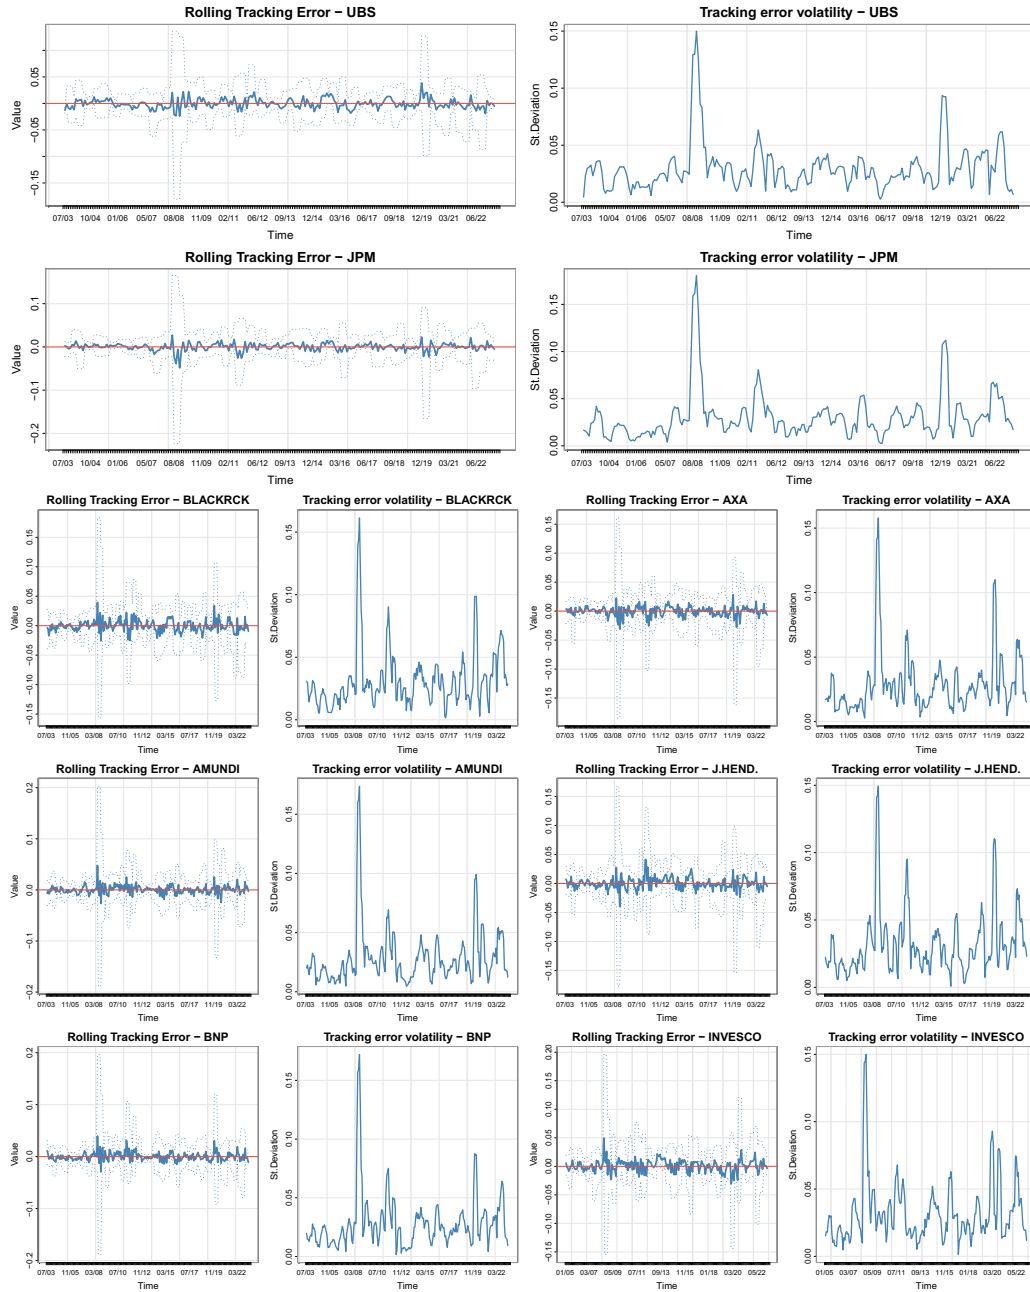 Rolling Tracking Error − UBS
Value
0.05
−0.05
−0.15
07/03 10/04 01/06 05/07 08/08 11/09 02/11 06/12 09/13 12/14 03/16 06/17 09/18 12/19 03/21 06/22
Time
Tracking error volatility − UBS
St.Deviation
0.15
0.10
0.05
0.00
07/03 10/04 01/06 05/07 08/08 11/09 02/11 06/12 09/13 12/14 03/16 06/17 09/18 12/19 03/21 06/22
Time
Rolling Tracking Error − JPM
Value
0.1
0.0
−0.1
−0.2
07/03 10/04 01/06 05/07 08/08 11/09 02/11 06/12 09/13 12/14 03/16 06/17 09/18 12/19 03/21 06/22
Time
Tracking error volatility − JPM
St.Deviation
0.15
0.10
0.05
0.00
07/03 10/04 01/06 05/07 08/08 11/09 02/11 06/12 09/13 12/14 03/16 06/17 09/18 12/19 03/21 06/22
Time
Rolling Tracking Error − BLACKRCK
Value
0.15
0.10
0.05
0.00
−0.05
−0.10
−0.15
07/03 11/05 03/08 07/10 11/12 03/15 07/17 11/19 03/22
Time
Tracking error volatility − BLACKRCK
St.Deviation
0.15
0.10
0.05
0.00
07/03 11/05 03/08 07/10 11/12 03/15 07/17 11/19 03/22
Time
Rolling Tracking Error − AXA
Value
0.15
0.10
0.05
0.00
−0.05
−0.10
−0.15
07/03 11/05 03/08 07/10 11/12 03/15 07/17 11/19 03/22
Time
Tracking error volatility − AXA
St.Deviation
0.15
0.10
0.05
0.00
07/03 11/05 03/08 07/10 11/12 03/15 07/17 11/19 03/22
Time
Rolling Tracking Error − AMUNDI
Value
0.2
0.1
0.0
−0.1
−0.2
07/03 11/05 03/08 07/10 11/12 03/15 07/17 11/19 03/22
Time
Tracking error volatility − AMUNDI
St.Deviation
0.15
0.10
0.05
0.00
07/03 11/05 03/08 07/10 11/12 03/15 07/17 11/19 03/22
Time
Rolling Tracking Error − J.HEND.
Value
0.15
0.10
0.05
0.00
−0.05
−0.10
−0.15
07/03 11/05 03/08 07/10 11/12 03/15 07/17 11/19 03/22
Time
Tracking error volatility − J.HEND.
St.Deviation
0.15
0.10
0.05
0.00
07/03 11/05 03/08 07/10 11/12 03/15 07/17 11/19 03/22
Time
Rolling Tracking Error − BNP
Value
0.2
0.1
0.0
−0.1
−0.2
07/03 11/05 03/08 07/10 11/12 03/15 07/17 11/19 03/22
Time
Tracking error volatility − BNP
St.Deviation
0.15
0.10
0.05
0.00
07/03 11/05 03/08 07/10 11/12 03/15 07/17 11/19 03/22
Time
Rolling Tracking Error − INVESCO
Value
0.20
0.15
0.10
0.05
0.00
−0.05
−0.10
−0.15
01/05 03/07 05/09 07/11 09/13 11/15 01/18 03/20 05/22
Time
Tracking error volatility − INVESCO
St.Deviation
0.15
0.10
0.05
0.00
01/05 03/07 05/09 07/11 09/13 11/15 01/18 03/20 05/22
Time